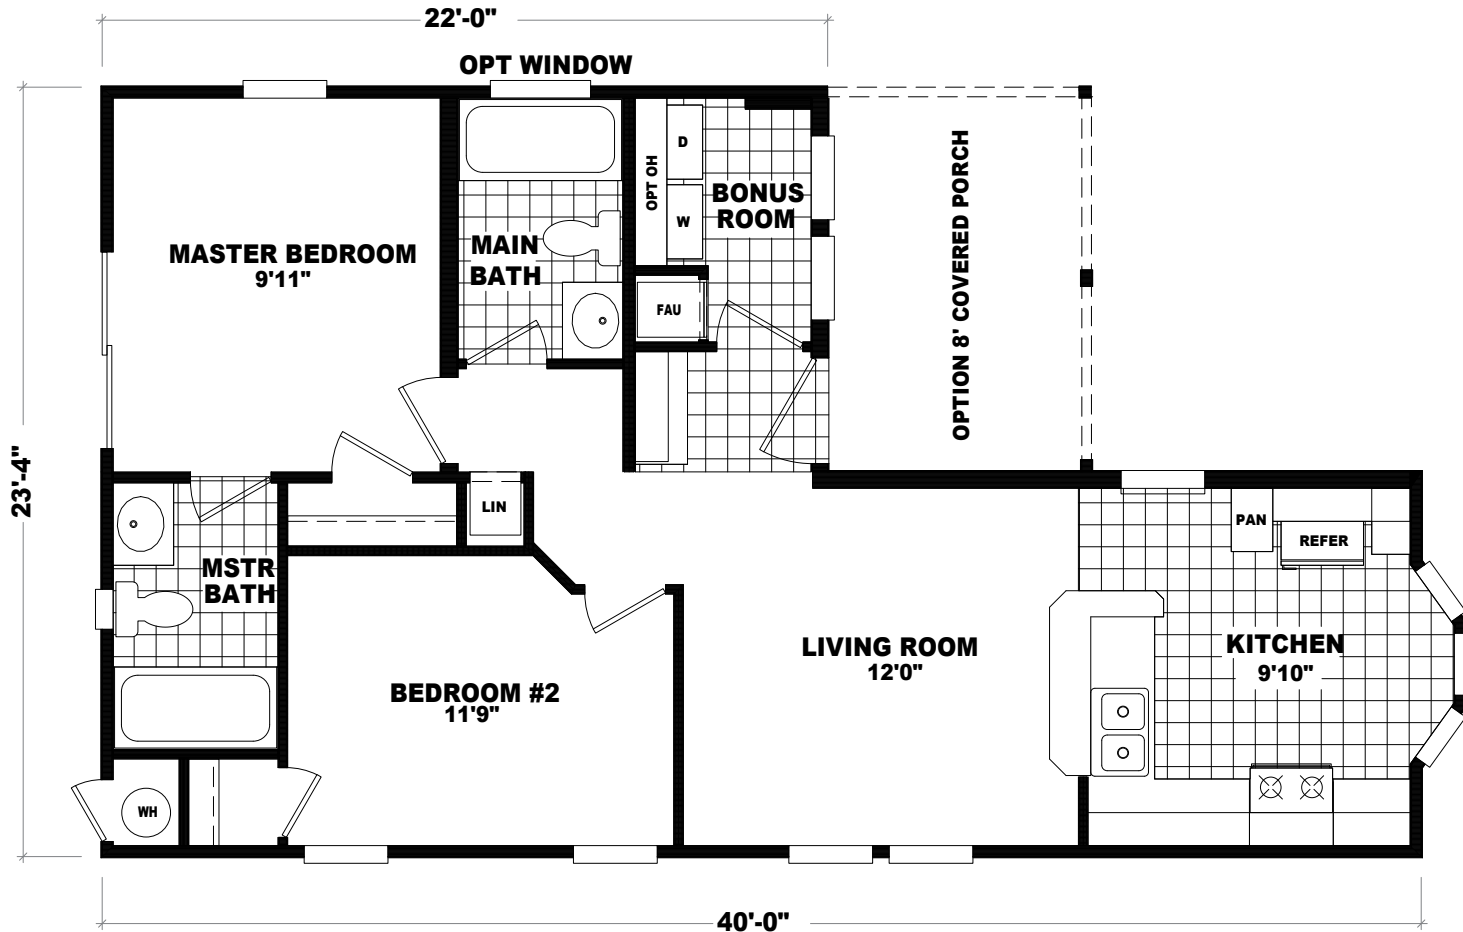 22'-0"
OPT WINDOW
D
OPT OH
BONUS
ROOM
W
OPTION 8' COVERED PORCH
MASTER BEDROOM
9'11"
MAIN
BATH
FAU
23'-4"
LIN
PAN
REFER
MSTR
BATH
LIVING ROOM
12'0"
KITCHEN
9'10"
BEDROOM #2
11'9"
WH
40'-0"